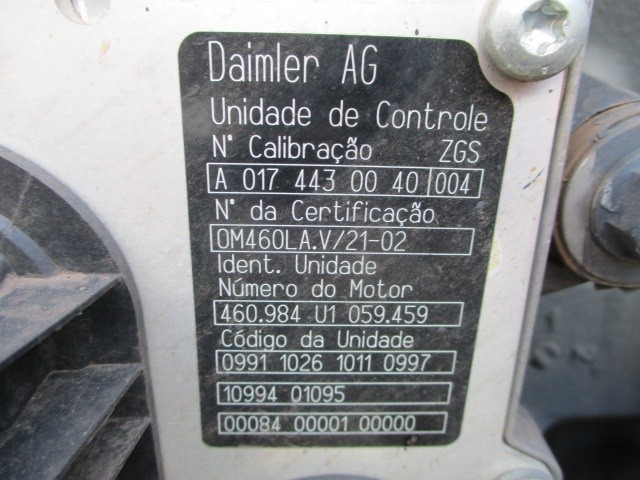 Daimler AG
Unidade de Controle
N° Calibração ZGS
A 017 443 00 40 004
N° da Certificação
OM460LA.V/21-02
Ident. Unidade
Número do Motor
460.984 U1 059.459
Código da Unidade
0991 1026 1011 0997
10994 01095
00084 00001 00000